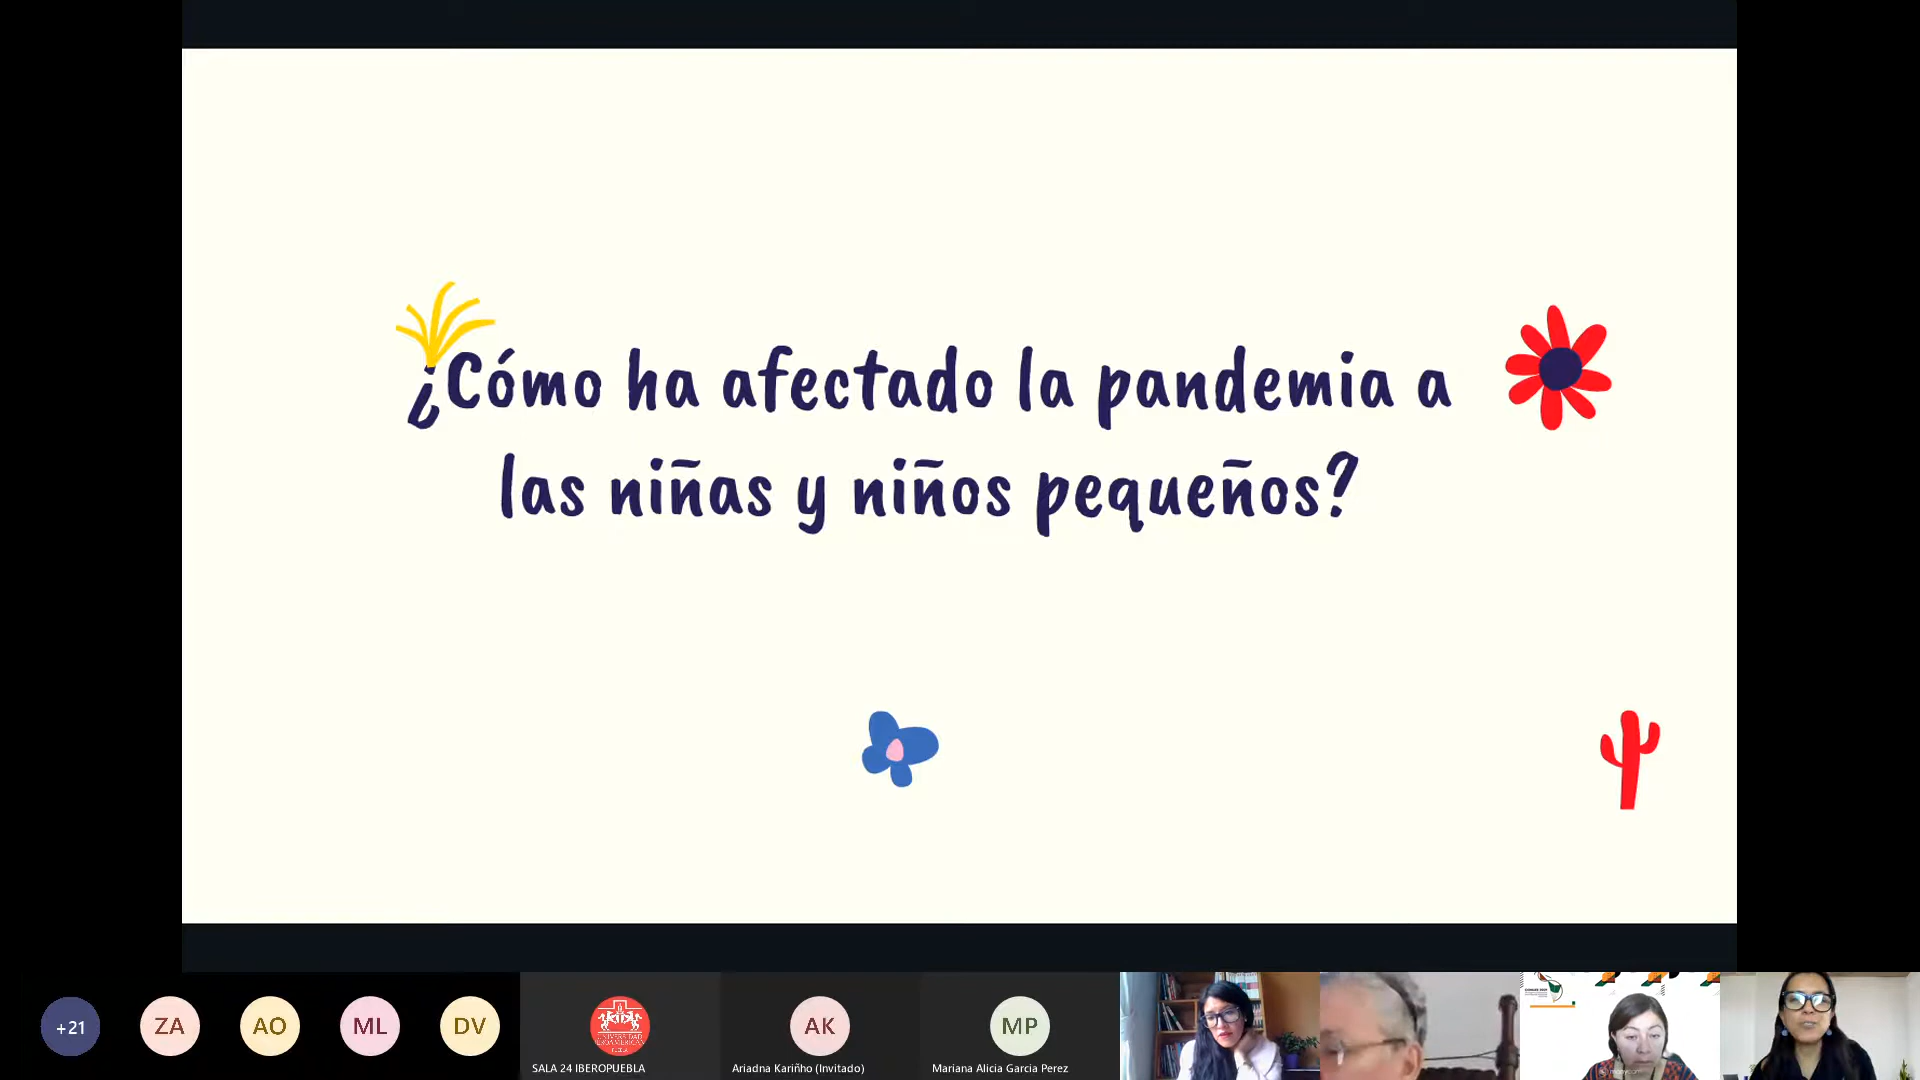 ¿Cómo ha afectado la pandemia a
las niñas y niños pequeños?
+21
ZA
AO
ML
DV
SALA 24 IBEROPUEBLA
AK
Ariadna Kariñho (Invitado)
MP
Mariana Alicia Garcia Perez